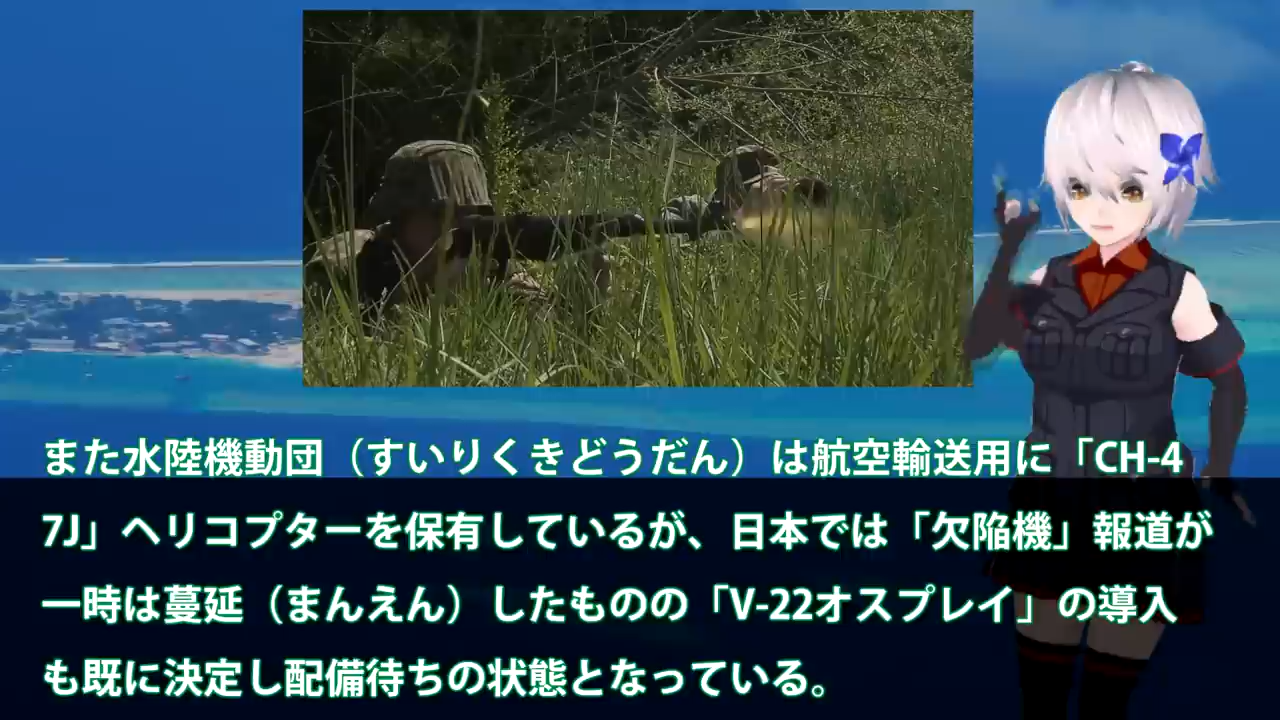 また水陸機動団（すいりくきどうだん）は航空輸送用に「CH-4
7J」ヘリコプターを保有しているが、日本では「欠陥機」報道が
一時は蔓延（まんえん）したものの「V-22オスプレイ」の導入
も既に決定し配備待ちの状態となっている。